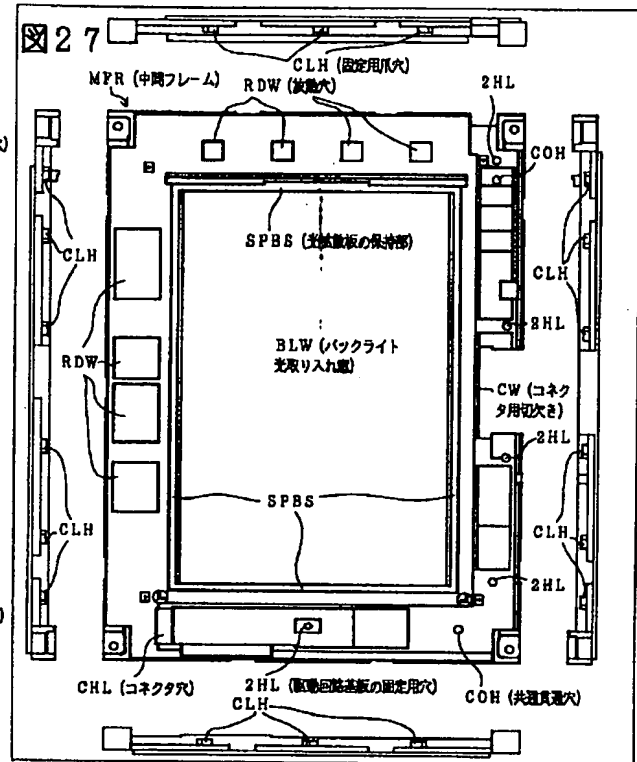 図27
CLH (固定用爪穴)
MFR (中間フレーム)
RDW (放熱穴)
2HL
COH
CLH
SPBS (光拡散板の保持部)
CLH
2HL
RDW
BLW (バックライト
光取り入れ窓)
CW (コネク
タ用切欠き)
2HL
SPBS
CLH
CLH
2HL
CHL (コネクタ穴)
2HL (駆動回路基板の固定用穴)
COH (共通貫通穴)
CLH